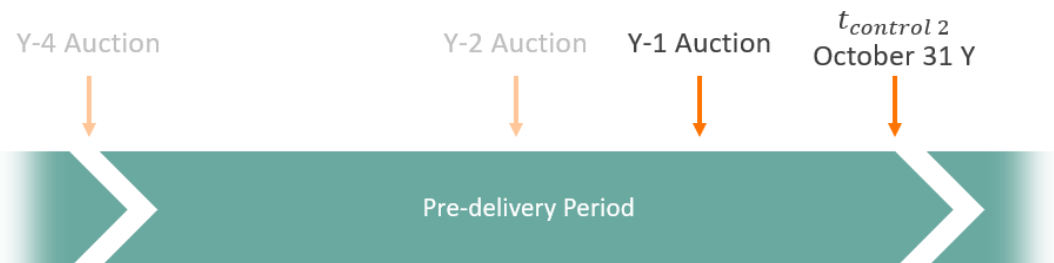 Y-4 Auction
Y-2 Auction
Y-1 Auction
t_control 2
October 31 Y
Pre-delivery Period